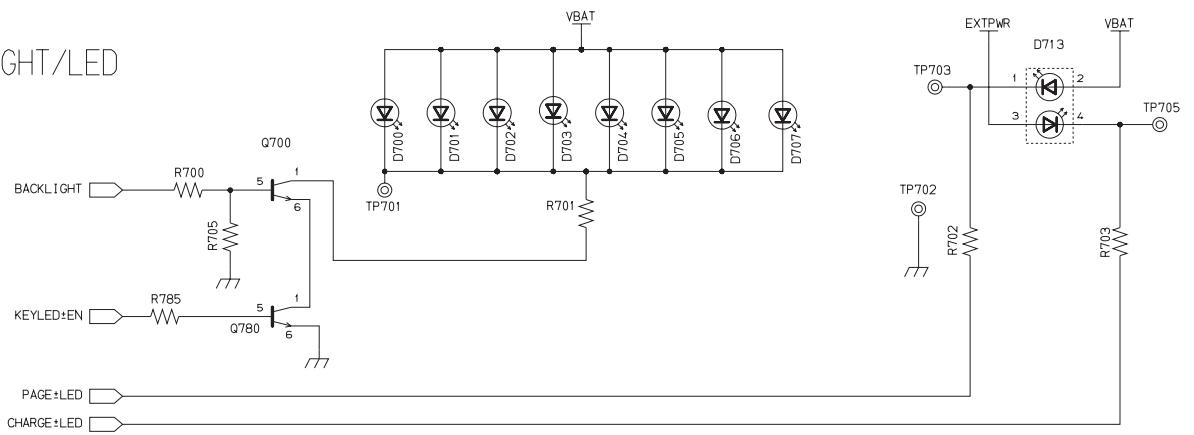 GHT/LED
VBAT
D700
D701
D702
D703
D704
D705
D706
D707
TP701
R701
Q700
5
1
6
BACKLIGHT
R700
R705
KEYLED±EN
R785
5
1
6
Q780
PAGE±LED
CHARGE±LED
EXTPWR
VBAT
D713
TP703
1
2
3
4
TP705
TP702
R702
R703